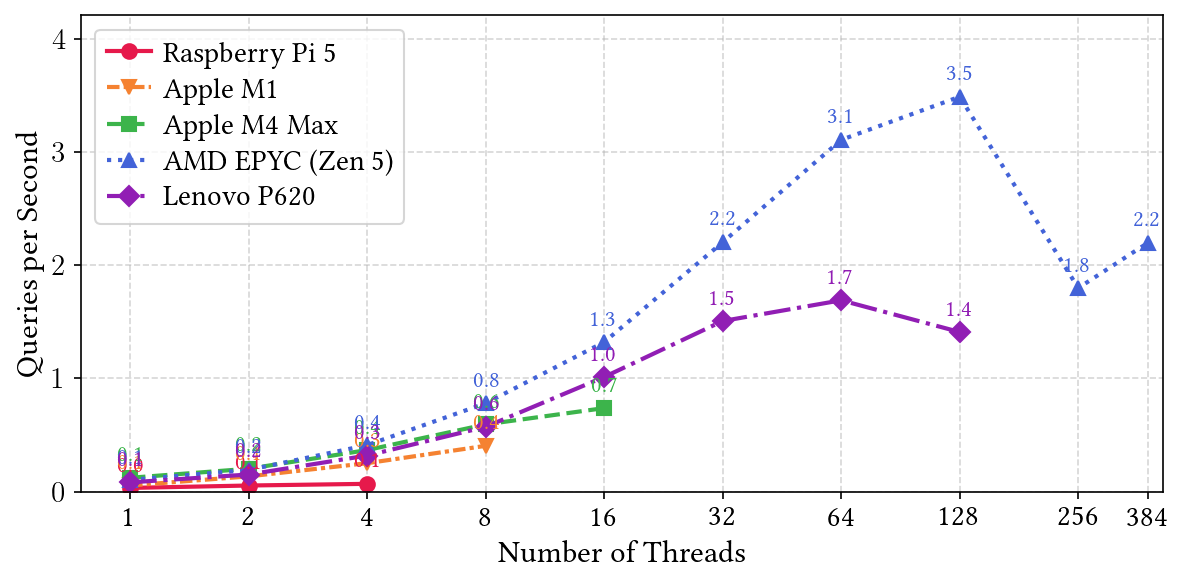 Raspberry Pi 5
Apple M1
Apple M4 Max
AMD EPYC (Zen 5)
Lenovo P620
Queries per Second
4
3
2
1
0
3.5
3.1
2.2
2.2
1.8
1.7
1.5
1.4
1.3
1.0
0.7
0.8
0.4
1 2 4 8 16 32 64 128 256 384
Number of Threads